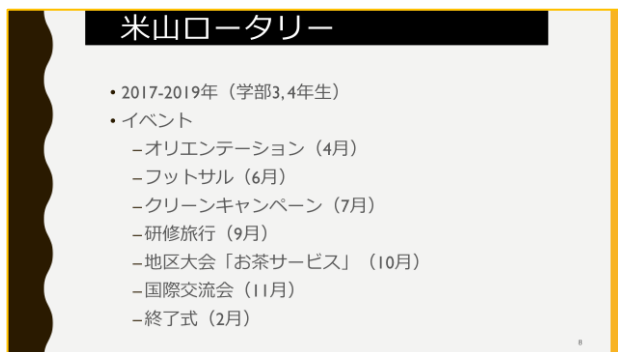 米山ロータリー
• 2017-2019年（学部3,4年生）
• イベント
–オリエンテーション（4月）
–フットサル（6月）
–クリーンキャンペーン（7月）
–研修旅行（9月）
–地区大会「お茶サービス」（10月）
–国際交流会（11月）
–終了式（2月）
8